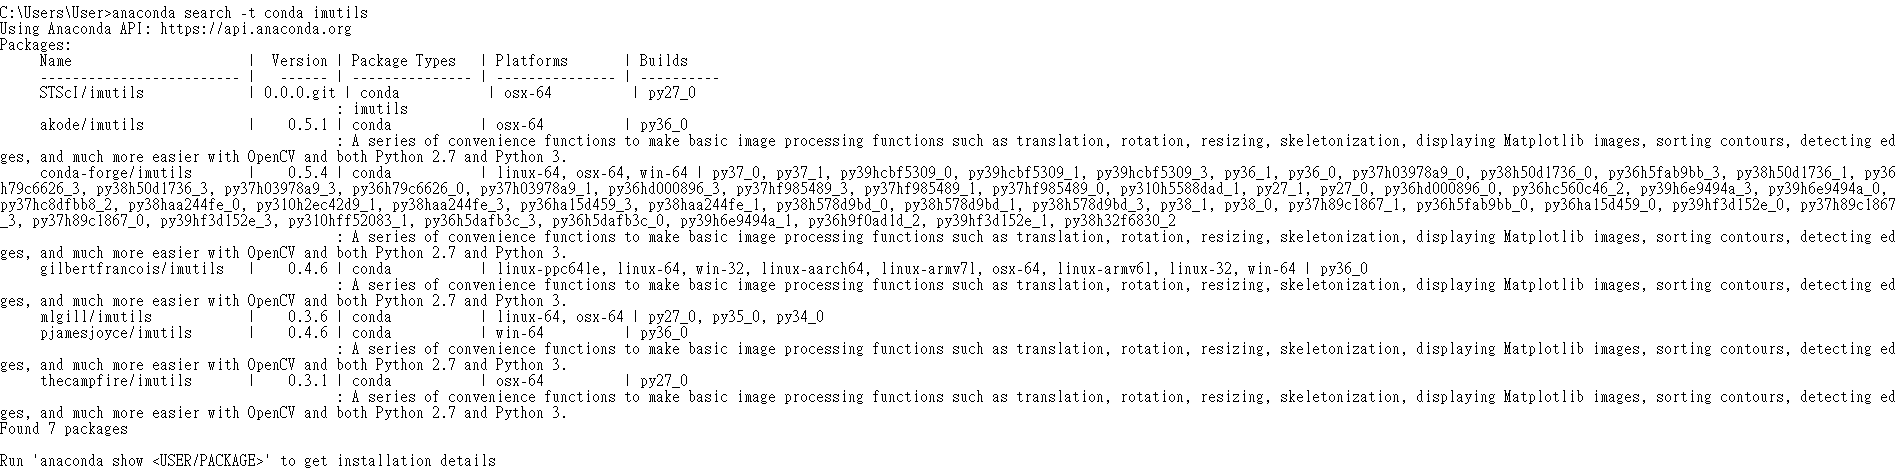 C:\Users\User>anaconda search -t conda imutils
Using Anaconda API: https://api.anaconda.org
Packages:
     Name                      |  Version | Package Types   | Platforms       | Builds
     ------------------------- |   ------ | --------------- | --------------- | ----------
     STScI/imutils             | 0.0.0.git | conda           | osx-64          | py27_0
                                          : imutils
     akode/imutils             |    0.5.1 | conda           | osx-64          | py36_0
                                          : A series of convenience functions to make basic image processing functions such as translation, rotation, resizing, skeletonization, displaying Matplotlib images, sorting contours, detecting ed
ges, and much more easier with OpenCV and both Python 2.7 and Python 3.
     conda-forge/imutils       |    0.5.4 | conda           | linux-64, osx-64, win-64 | py37_0, py37_1, py39hcbf5309_0, py39hcbf5309_1, py39hcbf5309_3, py36_1, py36_0, py37h03978a9_0, py38h50d1736_0, py36h5fab9bb_3, py38h50d1736_1, py36
h79c6626_3, py38h50d1736_3, py37h03978a9_3, py36h79c6626_0, py37h03978a9_1, py36hd000896_3, py37hf985489_3, py37hf985489_1, py37hf985489_0, py310h5588dad_1, py27_1, py27_0, py36hd000896_0, py36hc560c46_2, py39h6e9494a_3, py39h6e9494a_0,
py37hc8dfbb8_2, py38haa244fe_0, py310h2ec42d9_1, py38haa244fe_3, py36ha15d459_3, py38haa244fe_1, py38h578d9bd_0, py38h578d9bd_1, py38h578d9bd_3, py38_1, py38_0, py37h89c1867_1, py36h5fab9bb_0, py36ha15d459_0, py39hf3d152e_0, py37h89c1867
_3, py37h89c1867_0, py39hf3d152e_3, py310hff52083_1, py36h5dafb3c_3, py36h5dafb3c_0, py39h6e9494a_1, py36h9f0ad1d_2, py39hf3d152e_1, py38h32f6830_2
                                          : A series of convenience functions to make basic image processing functions such as translation, rotation, resizing, skeletonization, displaying Matplotlib images, sorting contours, detecting ed
ges, and much more easier with OpenCV and both Python 2.7 and Python 3.
     gilbertfrancois/imutils   |    0.4.6 | conda           | linux-ppc64le, linux-64, win-32, linux-aarch64, linux-armv7l, osx-64, linux-armv6l, linux-32, win-64 | py36_0
                                          : A series of convenience functions to make basic image processing functions such as translation, rotation, resizing, skeletonization, displaying Matplotlib images, sorting contours, detecting ed
ges, and much more easier with OpenCV and both Python 2.7 and Python 3.
     mlgill/imutils            |    0.3.6 | conda           | linux-64, osx-64 | py27_0, py35_0, py34_0
     pjamesjoyce/imutils       |    0.4.6 | conda           | win-64          | py36_0
                                          : A series of convenience functions to make basic image processing functions such as translation, rotation, resizing, skeletonization, displaying Matplotlib images, sorting contours, detecting ed
ges, and much more easier with OpenCV and both Python 2.7 and Python 3.
     thecampfire/imutils       |    0.3.1 | conda           | osx-64          | py27_0
                                          : A series of convenience functions to make basic image processing functions such as translation, rotation, resizing, skeletonization, displaying Matplotlib images, sorting contours, detecting ed
ges, and much more easier with OpenCV and both Python 2.7 and Python 3.
Found 7 packages
Run 'anaconda show <USER/PACKAGE>' to get installation details